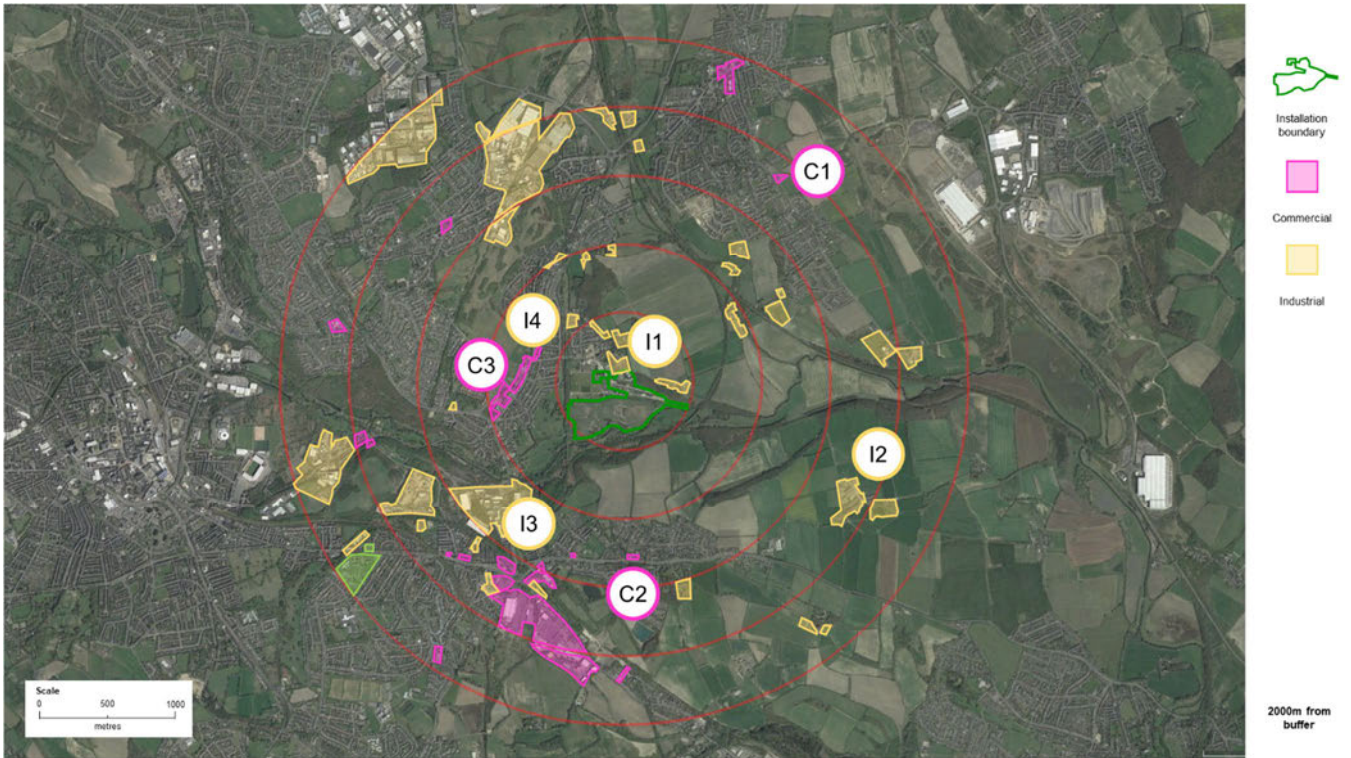 C1
I4
I1
C3
I2
I3
C2
Scale
0 500 1000
metres
Installation
boundary
Commercial
Industrial
2000m from
buffer